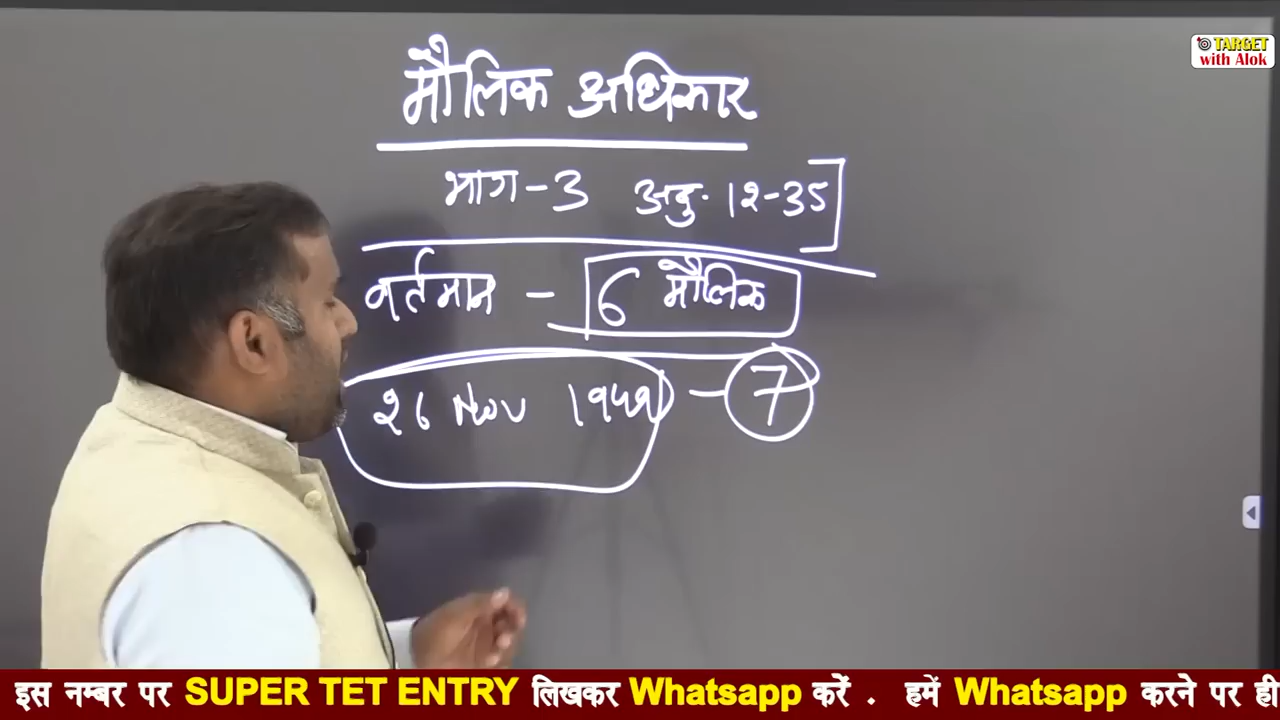 TARGET
with Alok
मौलिक अधिकार
भाग-3 अनु. 12-35
वर्तमान - 6 मौलिक
26 Nov 1949 - 7
इस नम्बर पर SUPER TET ENTRY लिखकर Whatsapp करें . हमें Whatsapp करने पर ही